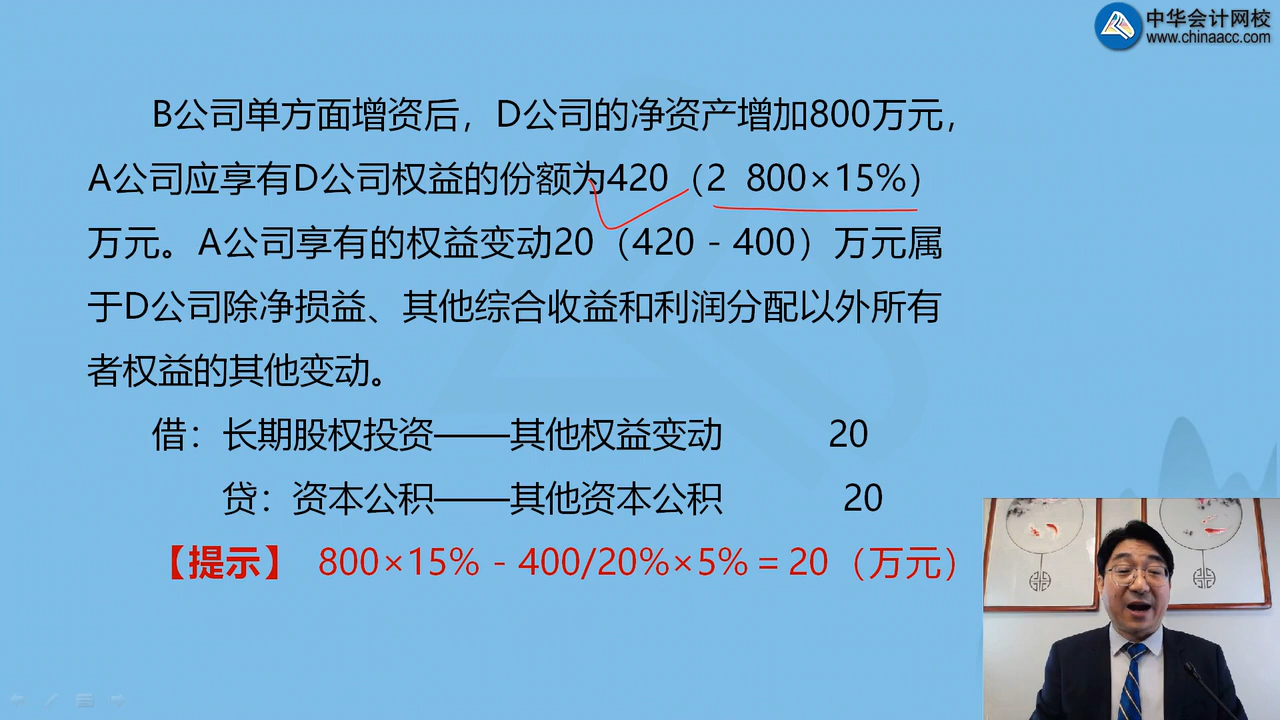 中华会计网校
www.chinaacc.com
B公司单方面增资后，D公司的净资产增加800万元，
A公司应享有D公司权益的份额为420（2 800×15%）
万元。A公司享有的权益变动20（420－400）万元属
于D公司除净损益、其他综合收益和利润分配以外所有
者权益的其他变动。
借：长期股权投资——其他权益变动 20
贷：资本公积——其他资本公积 20
【提示】 800×15%－400/20%×5%＝20（万元）